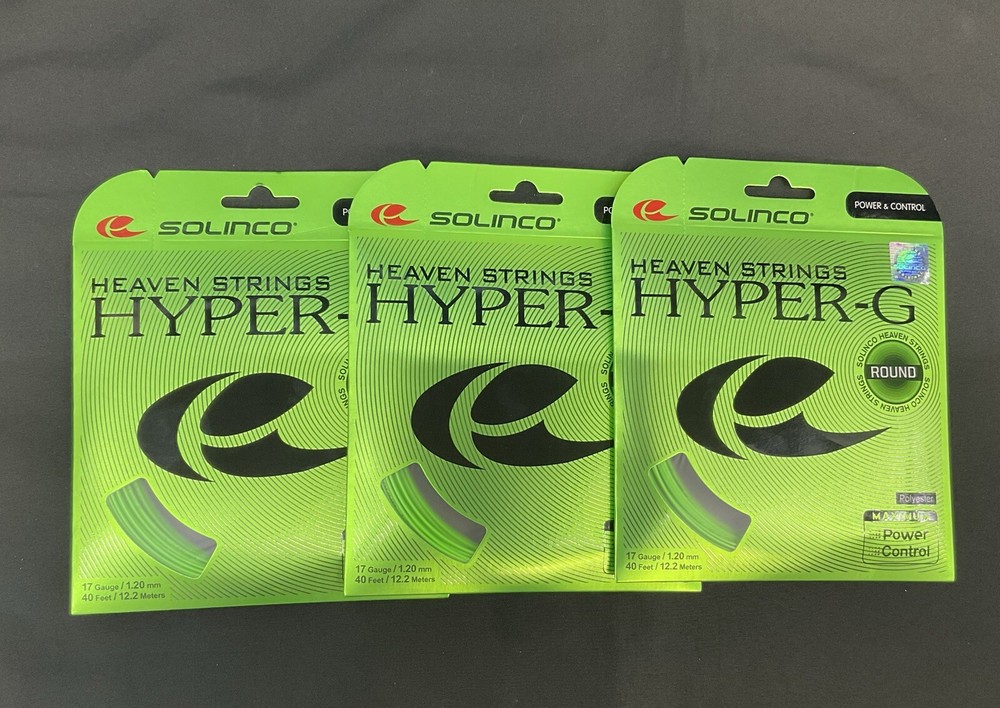 SOLINCO
HEAVEN STRINGS
HYPER-
17 Gauge / 1.20 mm
40 Feet / 12.2 Meters
SOLINCO
HEAVEN STRINGS
HYPER-
17 Gauge / 1.20 mm
40 Feet / 12.2 Meters
SOLINCO
POWER & CONTROL
HEAVEN STRINGS
HYPER-G
SOLINCO HEAVEN STRINGS
ROUND
SOLINCO HEAVEN STRINGS
Polyester
MAXIMUM
Power
Control
17 Gauge / 1.20 mm
40 Feet / 12.2 Meters